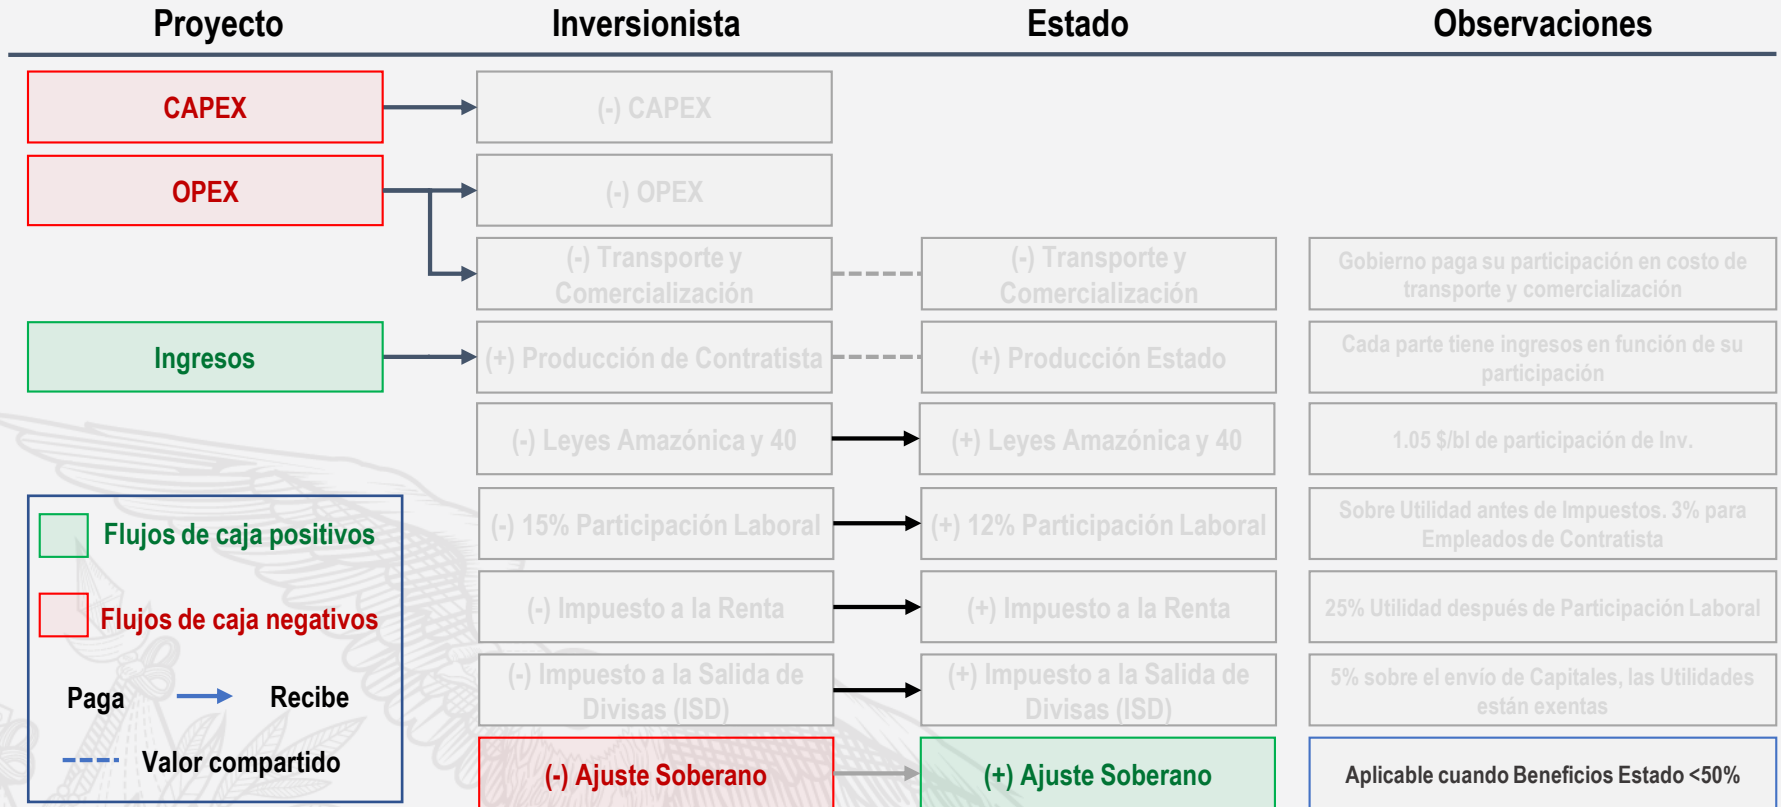 Proyecto
Inversionista
Estado
Observaciones
CAPEX
(-) CAPEX
OPEX
(-) OPEX
(-) Transporte y
Comercialización
(-) Transporte y
Comercialización
Gobierno paga su participación en costo de
transporte y comercialización
Ingresos
(+) Producción de Contratista
(+) Producción Estado
Cada parte tiene ingresos en función de su
participación
(-) Leyes Amazónica y 40
(+) Leyes Amazónica y 40
1.05 $/bl de participación de Inv.
(-) 15% Participación Laboral
(+) 12% Participación Laboral
Sobre Utilidad antes de Impuestos. 3% para
Empleados de Contratista
(-) Impuesto a la Renta
(+) Impuesto a la Renta
25% Utilidad después de Participación Laboral
(-) Impuesto a la Salida de
Divisas (ISD)
(+) Impuesto a la Salida de
Divisas (ISD)
5% sobre el envío de Capitales, las Utilidades
están exentas
(-) Ajuste Soberano
(+) Ajuste Soberano
Aplicable cuando Beneficios Estado <50%
Flujos de caja positivos
Flujos de caja negativos
Paga
Recibe
Valor compartido